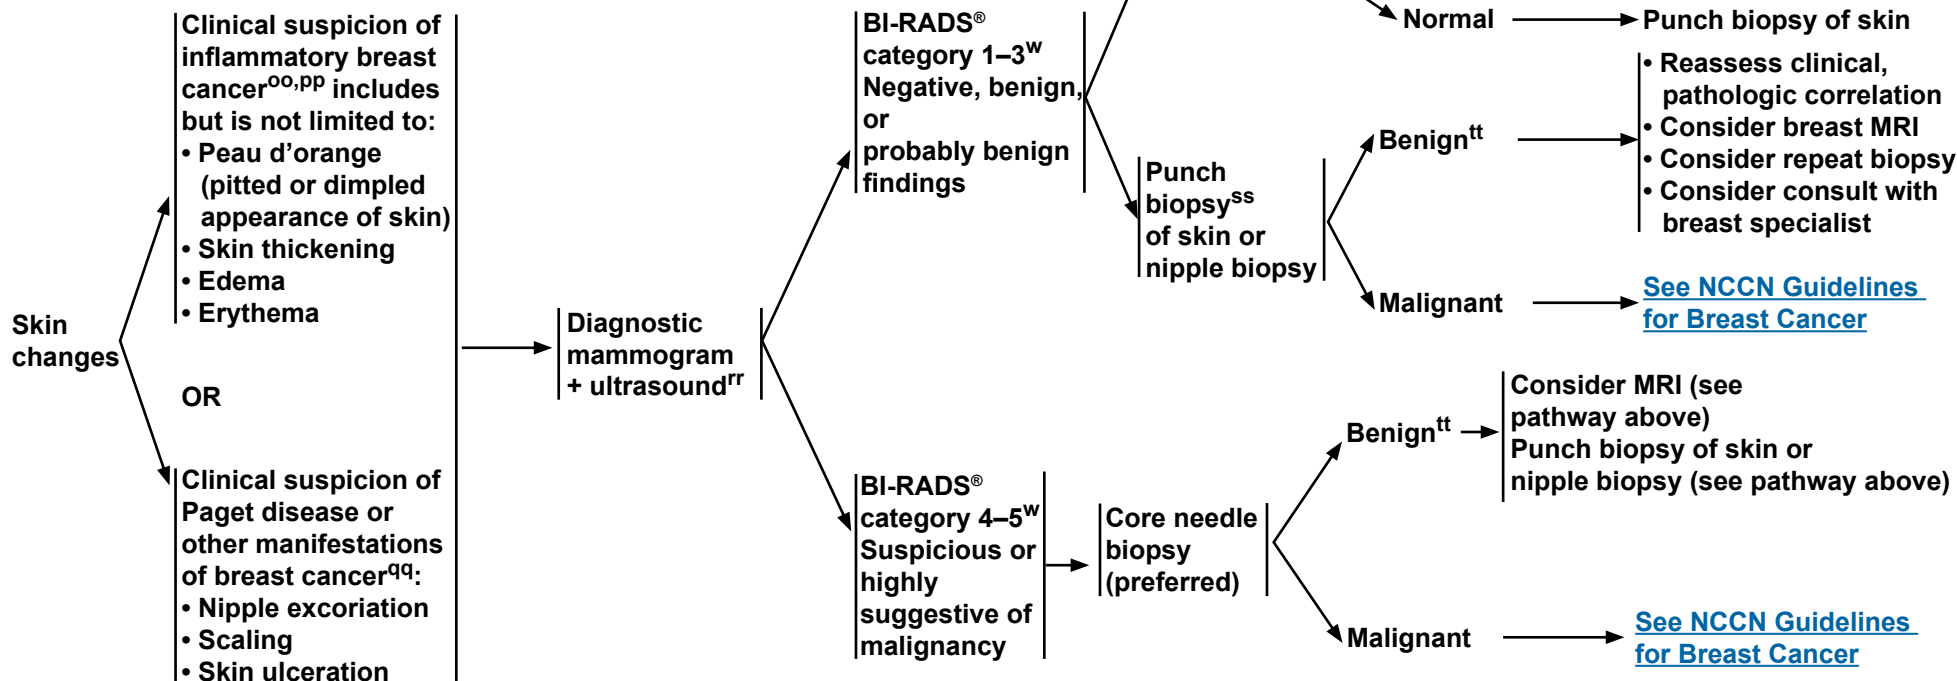 Skin
changes
Clinical suspicion of
inflammatory breast
cancer^oo,pp includes
but is not limited to:
• Peau d’orange
(pitted or dimpled
appearance of skin)
• Skin thickening
• Edema
• Erythema
OR
Clinical suspicion of
Paget disease or
other manifestations
of breast cancer^qq:
• Nipple excoriation
• Scaling
• Skin ulceration
Diagnostic
mammogram
+ ultrasound^rr
BI-RADS®
category 1–3^w
Negative, benign,
or
probably benign
findings
Normal
Punch biopsy of skin
Punch
biopsy^ss
of skin or
nipple biopsy
Benign^tt
• Reassess clinical,
pathologic correlation
• Consider breast MRI
• Consider repeat biopsy
• Consider consult with
breast specialist
Malignant
See NCCN Guidelines
for Breast Cancer
BI-RADS®
category 4–5^w
Suspicious or
highly
suggestive of
malignancy
Core needle
biopsy
(preferred)
Benign^tt
Consider MRI (see
pathway above)
Punch biopsy of skin or
nipple biopsy (see pathway above)
Malignant
See NCCN Guidelines
for Breast Cancer